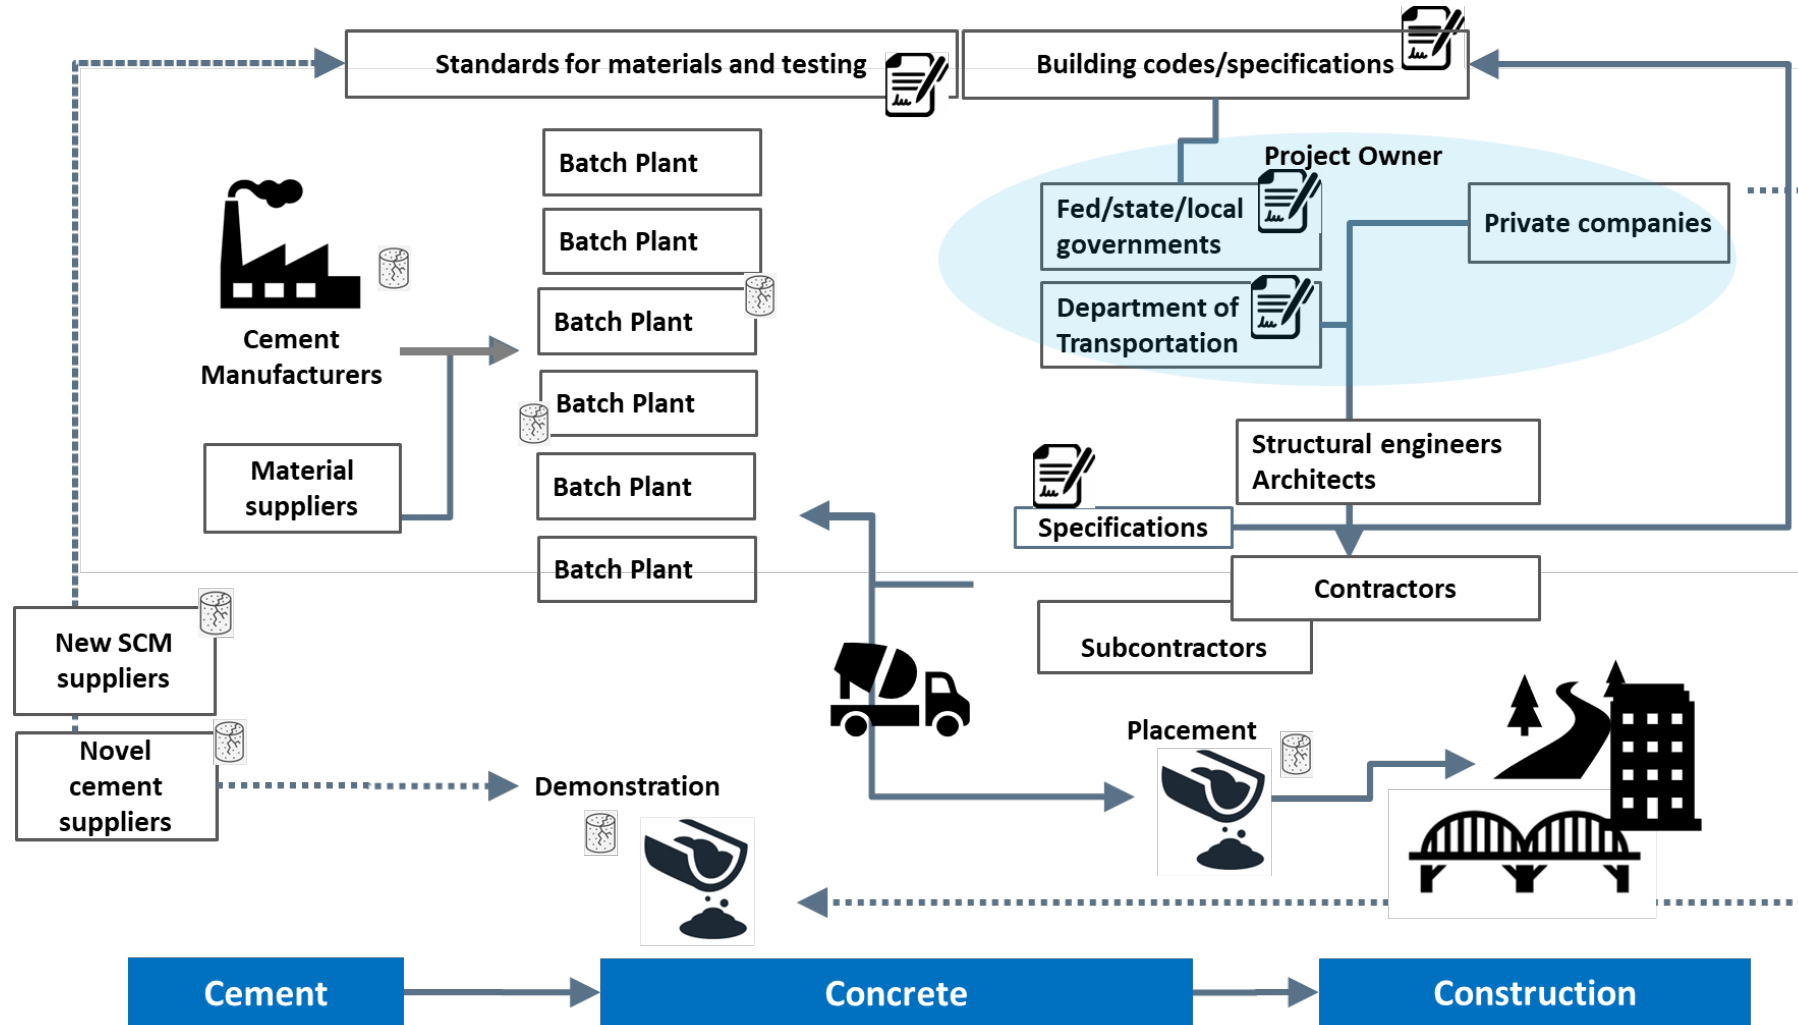 Standards for materials and testing
Building codes/specifications
Batch Plant
Batch Plant
Batch Plant
Batch Plant
Batch Plant
Batch Plant
Cement
Manufacturers
Material
suppliers
Project Owner
Fed/state/local
governments
Private companies
Department of
Transportation
Structural engineers
Architects
Specifications
Contractors
Subcontractors
New SCM
suppliers
Novel
cement
suppliers
Demonstration
Placement
Cement
Concrete
Construction